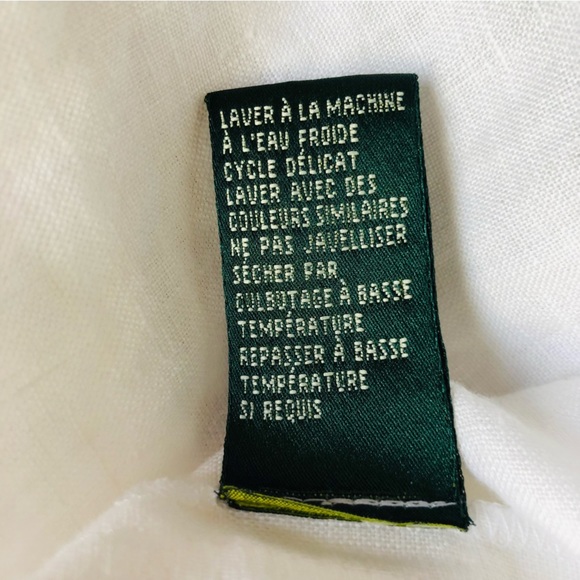 LAVER À LA MACHINE
À L'EAU FROIDE
CYCLE DÉLICAT
LAVER AVEC DES
COULEURS SIMILAIRES
NE PAS JAVELLISER
SÉCHER PAR
CULBUTAGE À BASSE
TEMPÉRATURE
REPASSER À BASSE
TEMPÉRATURE
SI REQUIS